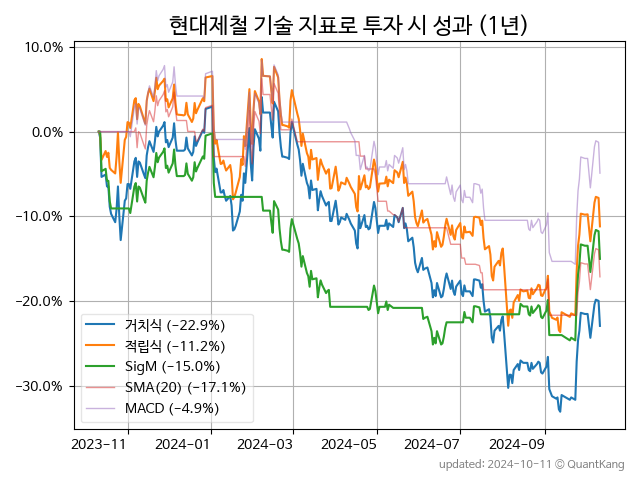 현대제철 기술 지표로 투자 시 성과 (1년)
10.0%
0.0%
−10.0%
−20.0%
−30.0%
거치식 (−22.9%)
적립식 (−11.2%)
SigM (−15.0%)
SMA(20) (−17.1%)
MACD (−4.9%)
2023−11 2024−01 2024−03 2024−05 2024−07 2024−09
updated: 2024-10-11 © QuantKang